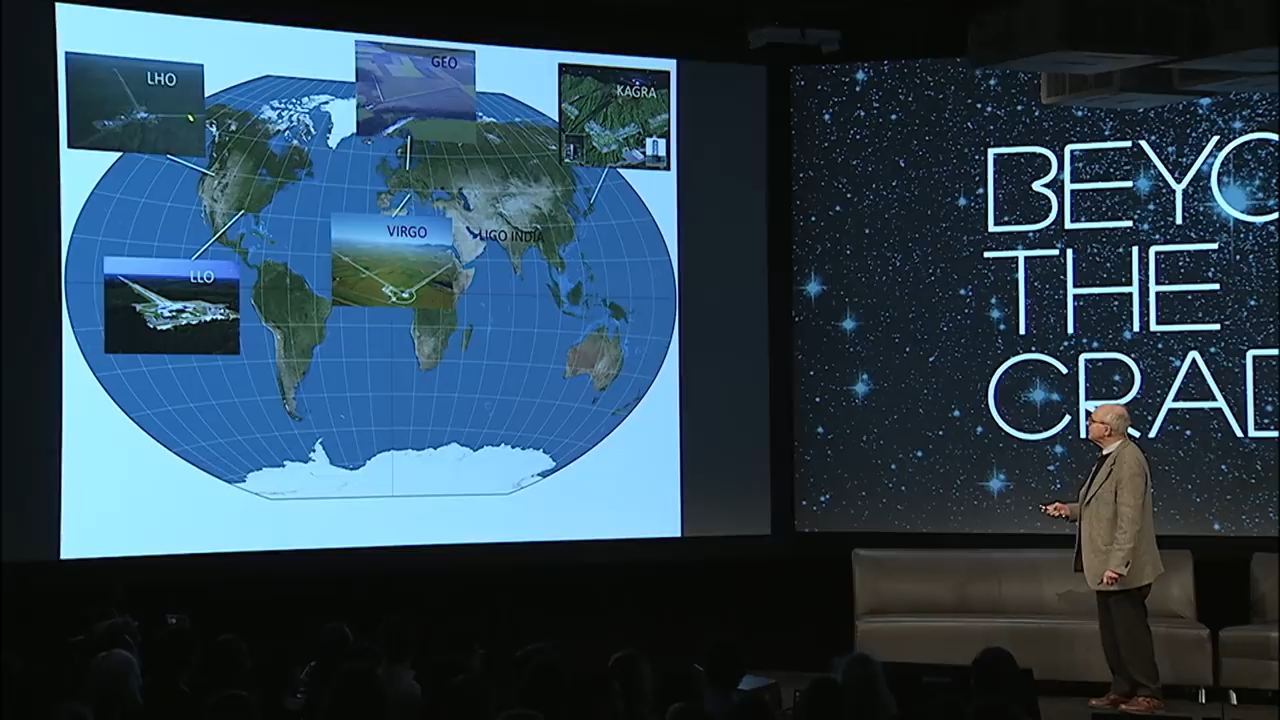 LHO
GEO
KAGRA
VIRGO
LIGO INDIA
LLO
BEYO
THE
CRAD